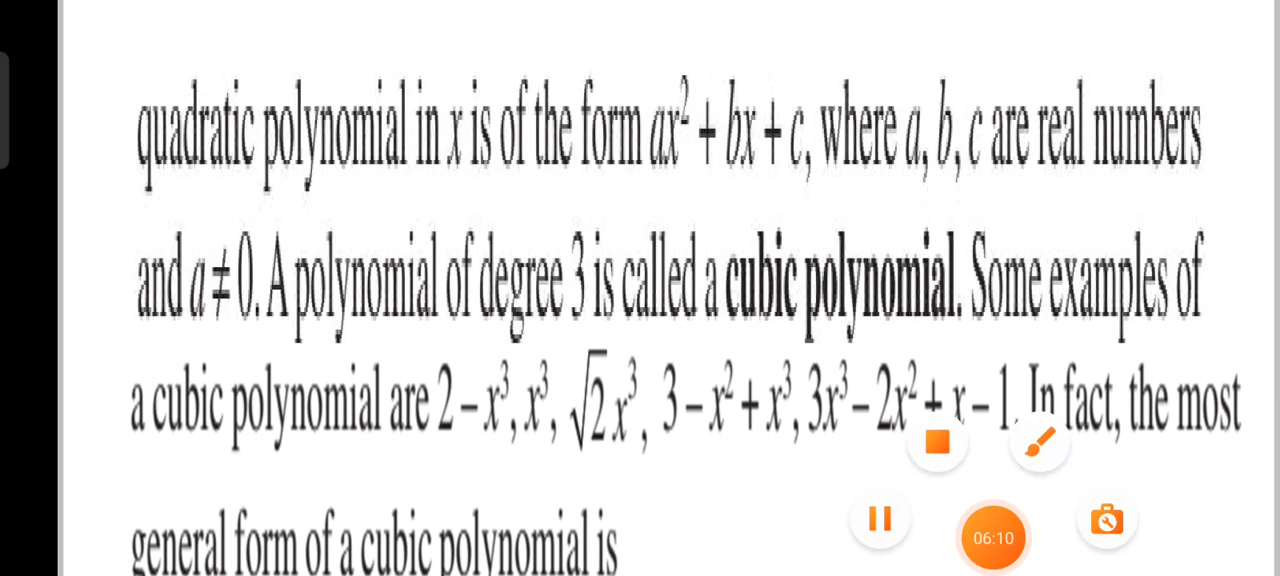 quadratic polynomial in x is of the form ax² + bx + c, where a, b, c are real numbers
and a ≠ 0. A polynomial of degree 3 is called a cubic polynomial. Some examples of
a cubic polynomial are 2 – x³, x³, √2 x³, 3 – x² + x³, 3x³ – 2x² + x – 1. In fact, the most
general form of a cubic polynomial is
06:10